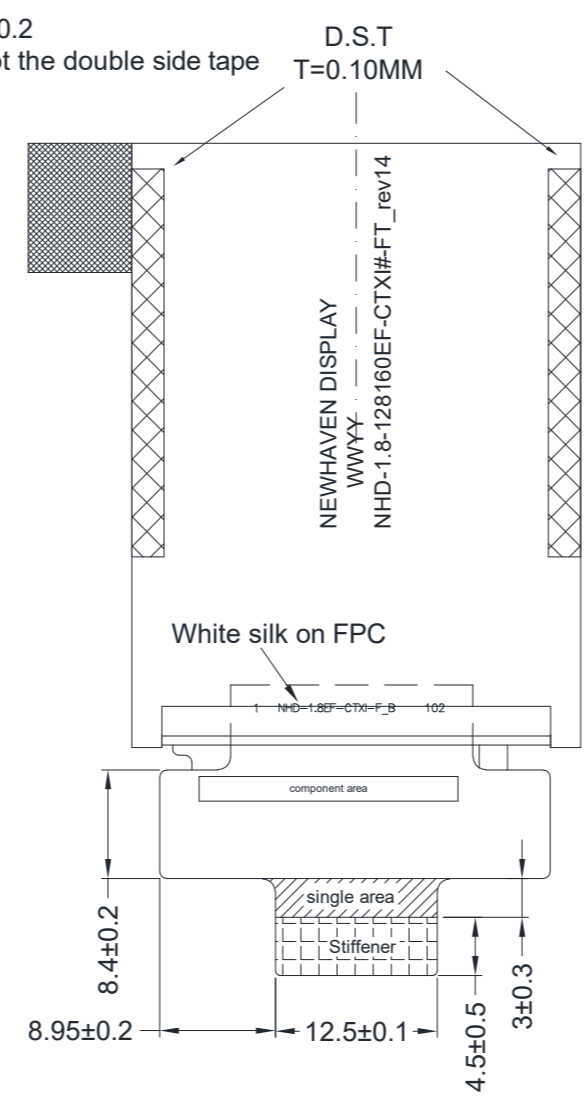 0.2
t the double side tape
D.S.T
T=0.10MM
NEWHAVEN DISPLAY
WWYY
NHD-1.8-128160EF-CTXI#-FT_rev14
White silk on FPC
1 NHD-1.8EF-CTXI-F_B 102
component area
single area
Stiffener
8.4±0.2
8.95±0.2
12.5±0.1
4.5±0.5
3±0.3